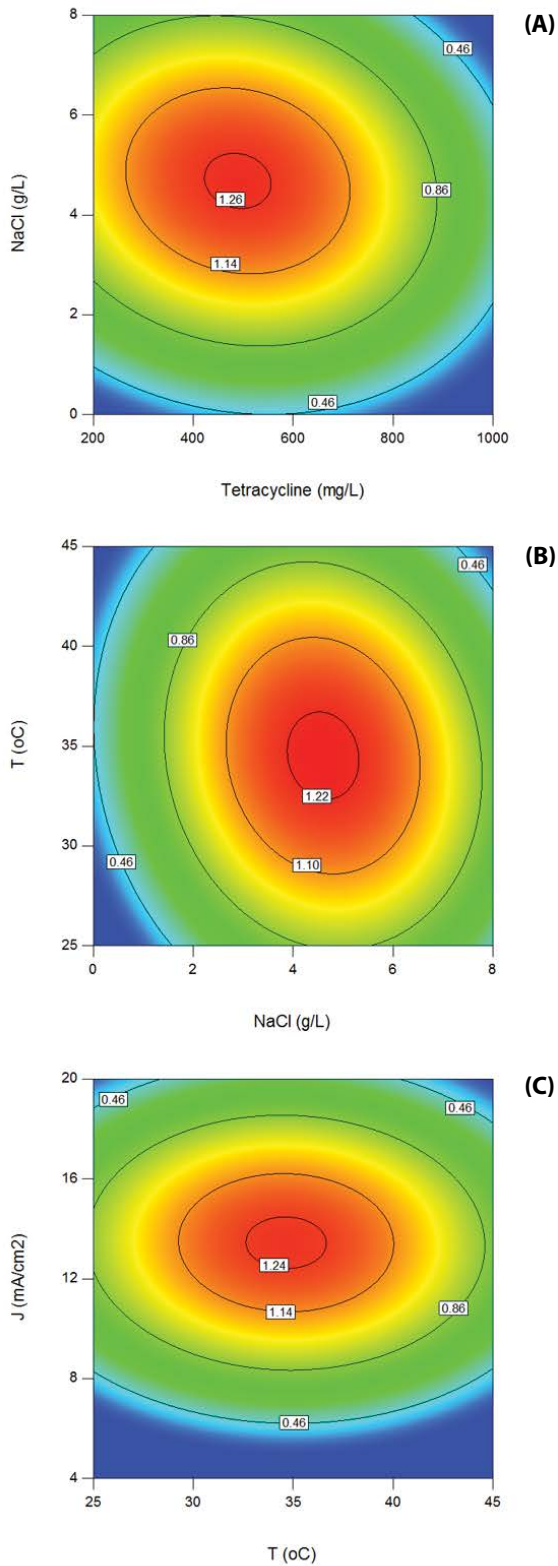 (A)
8
6
4
2
0
NaCl (g/L)
0.46
0.86
1.26
1.14
0.46
200 400 600 800 1000
Tetracycline (mg/L)
(B)
45
40
35
30
25
T (oC)
0.46
0.86
1.22
1.10
0.46
0 2 4 6 8
NaCl (g/L)
(C)
20
16
12
8
4
J (mA/cm2)
0.46
0.46
1.24
1.14
0.86
0.46
25 30 35 40 45
T (oC)